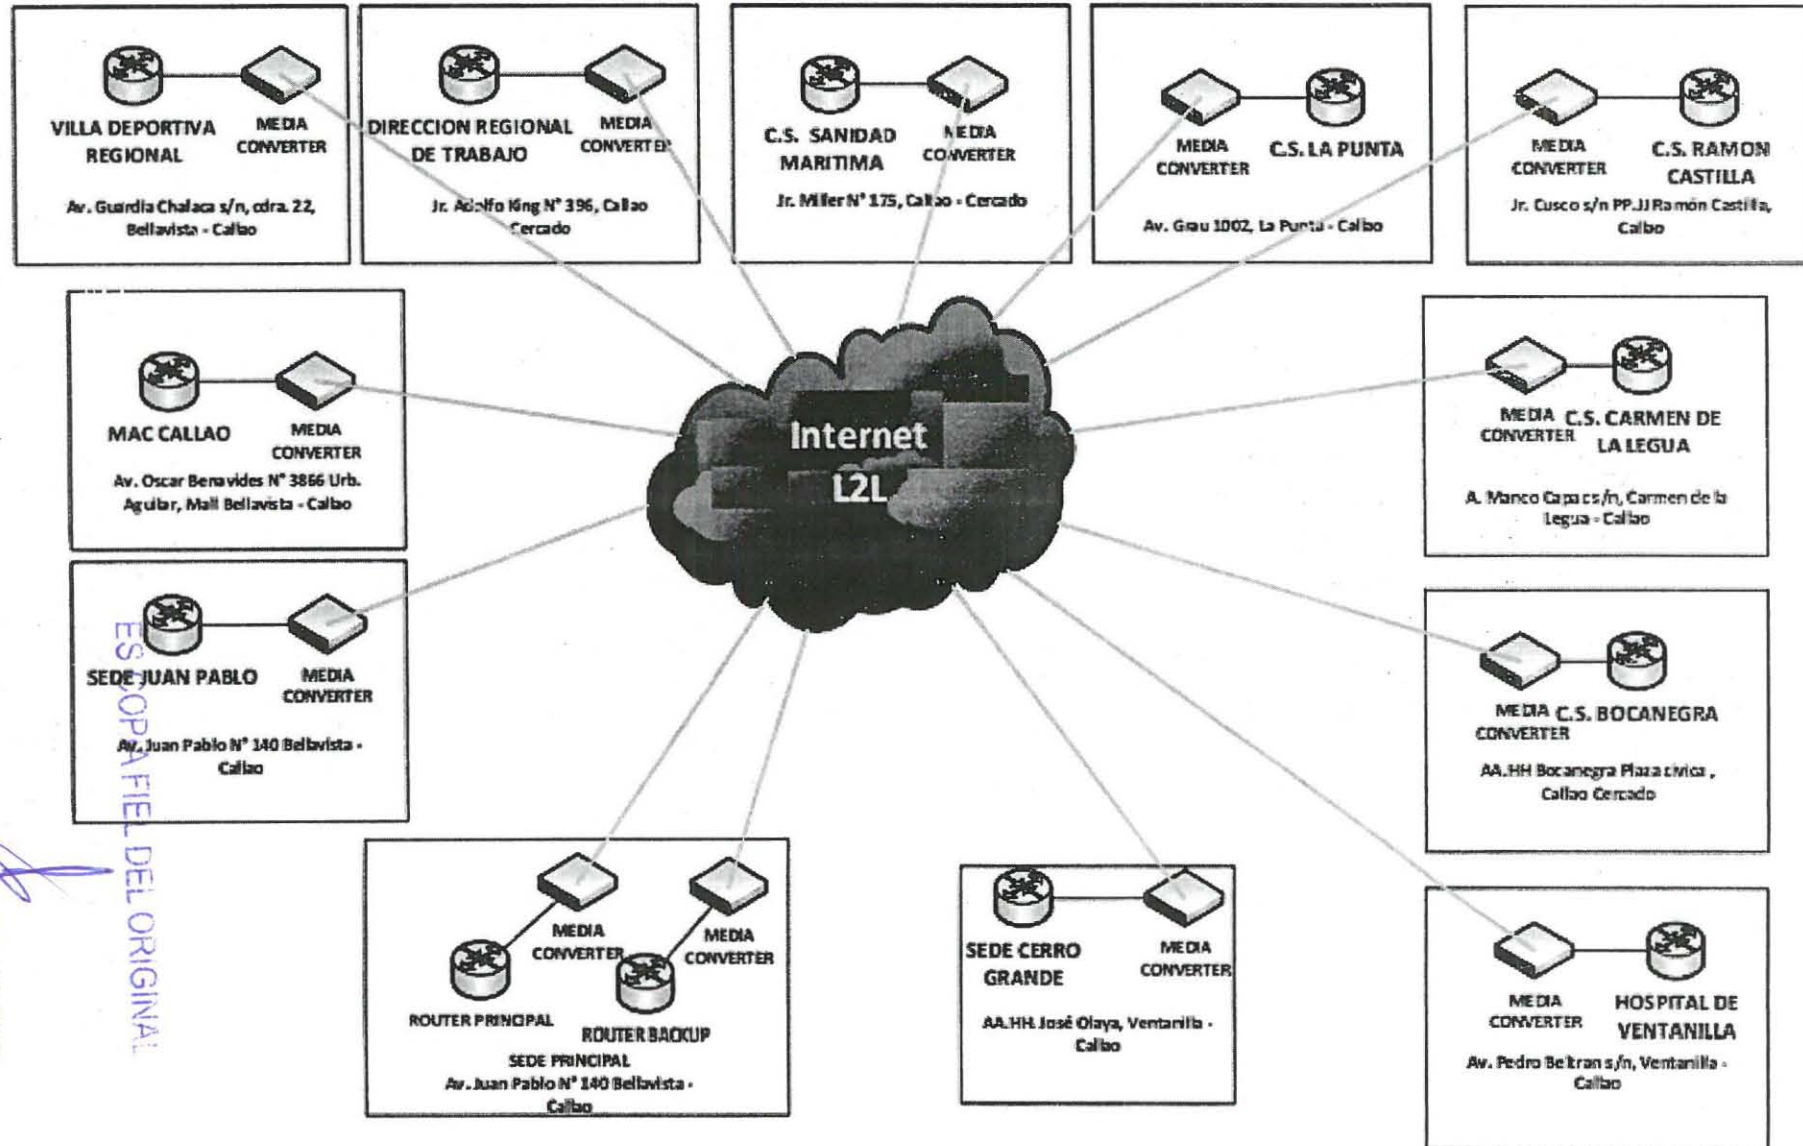 VILLA DEPORTIVA
REGIONAL
MEDIA
CONVERTER
Av. Guardia Chalaca s/n, cdra. 22,
Bellavista - Callao
DIRECCION REGIONAL
DE TRABAJO
MEDIA
CONVERTER
Jr. Adolfo King N° 396, Callao
Cercado
C.S. SANIDAD
MARITIMA
MEDIA
CONVERTER
Jr. Miller N° 175, Callao - Cercado
MEDIA
CONVERTER
C.S. LA PUNTA
Av. Grau 1002, La Punta - Callao
MEDIA
CONVERTER
C.S. RAMON
CASTILLA
Jr. Cusco s/n PP.JJ Ramón Castilla,
Callao
MAC CALLAO
MEDIA
CONVERTER
Av. Oscar Benavides N° 3866 Urb.
Aguilar, Mall Bellavista - Callao
Internet
L2L
MEDIA
CONVERTER
C.S. CARMEN DE
LA LEGUA
A. Manco Capac s/n, Carmen de la
Legua - Callao
SEDE JUAN PABLO
MEDIA
CONVERTER
Av. Juan Pablo N° 140 Bellavista -
Callao
MEDIA
CONVERTER
C.S. BOCANEGRA
AA.HH Bocanegra Plaza civica ,
Callao Cercado
MEDIA
CONVERTER
MEDIA
CONVERTER
ROUTER PRINCIPAL
ROUTER BACKUP
SEDE PRINCIPAL
Av. Juan Pablo N° 140 Bellavista -
Callao
SEDE CERRO
GRANDE
MEDIA
CONVERTER
AA.HH. José Olaya, Ventanilla -
Callao
MEDIA
CONVERTER
HOSPITAL DE
VENTANILLA
Av. Pedro Beltran s/n, Ventanilla -
Callao
ES COPIA FIEL DEL ORIGINAL